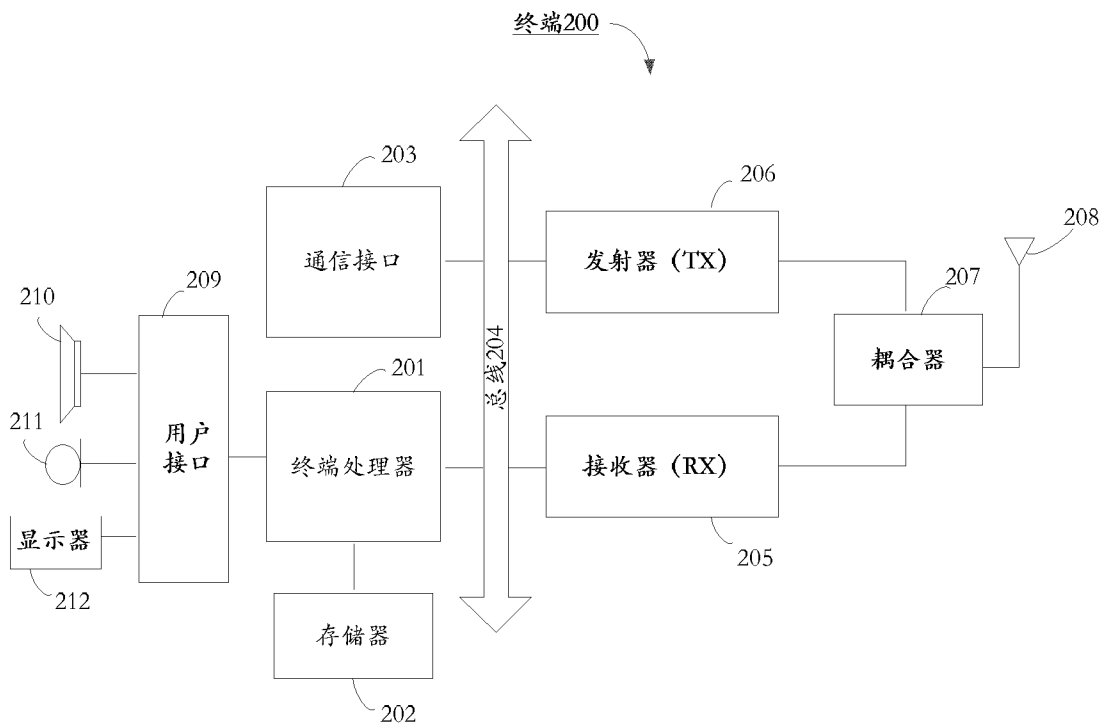 终端200
203
通信接口
206
发射器（TX）
208
209
210
207
耦合器
总线204
201
211
用户
接口
终端处理器
接收器（RX）
显示器
205
212
存储器
202